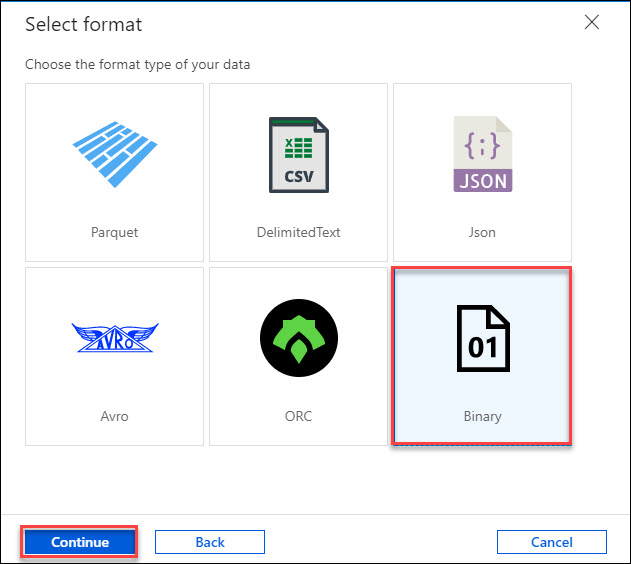 Select format
Choose the format type of your data
Parquet
X
CSV
DelimitedText
{;}
JSON
Json
AVRO
Avro
ORC
01
Binary
Continue
Back
Cancel